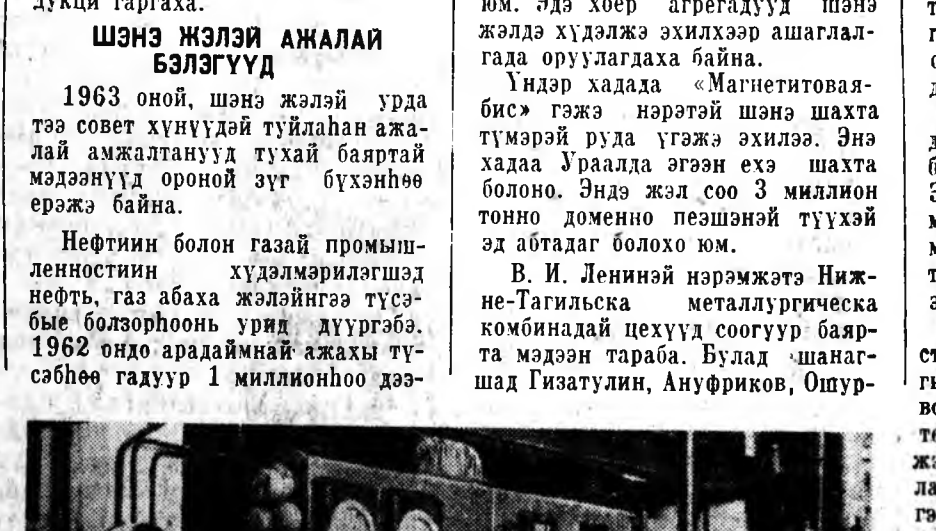 дукци гаргаха.
ШЭНЭ ЖЭЛЭЙ АЖАЛАЙ
БЭЛЭГҮҮД
1963 оной, шэнэ жэлэй урда
тээ совет хүнүүдэй туйлаһан ажа-
лай амжалтанууд тухай баяртай
мэдээнүүд ороной зүг бүхэнһөө
ерэжэ байна.
Нефтиин болон газай промыш-
ленностиин хүдэлмэрилэгшэд
нефть, газ абаха жэлэйнгээ түсэ-
бые болзорһоонь урид дүүргэбэ.
1962 ондо арадаймнай ажахы тү-
сэбһөө гадуур 1 миллионһоо дээ-
юм. Эдэ хоёр агрегадууд шэнэ
жэлдэ хүдэлжэ эхилхээр ашаглал-
гада оруулагдаха байна.
Үндэр хадада «Магнетитовая-
бис» гэжэ нэрэтэй шэнэ шахта
түмэрэй руда үгэжэ эхилээ. Энэ
хадаа Ураалда эгээн ехэ шахта
болоно. Эндэ жэл соо 3 миллион
тонно доменно пеэшэнэй түүхэй
эд абтадаг болохо юм.
В. И. Ленинэй нэрэмжэтэ Ниж-
не-Тагильска металлургическа
комбинадай цехүүд соогуур баяр-
та мэдээн тараба. Булад шанаг-
шад Гизатулин, Ануфриков, Ошур-